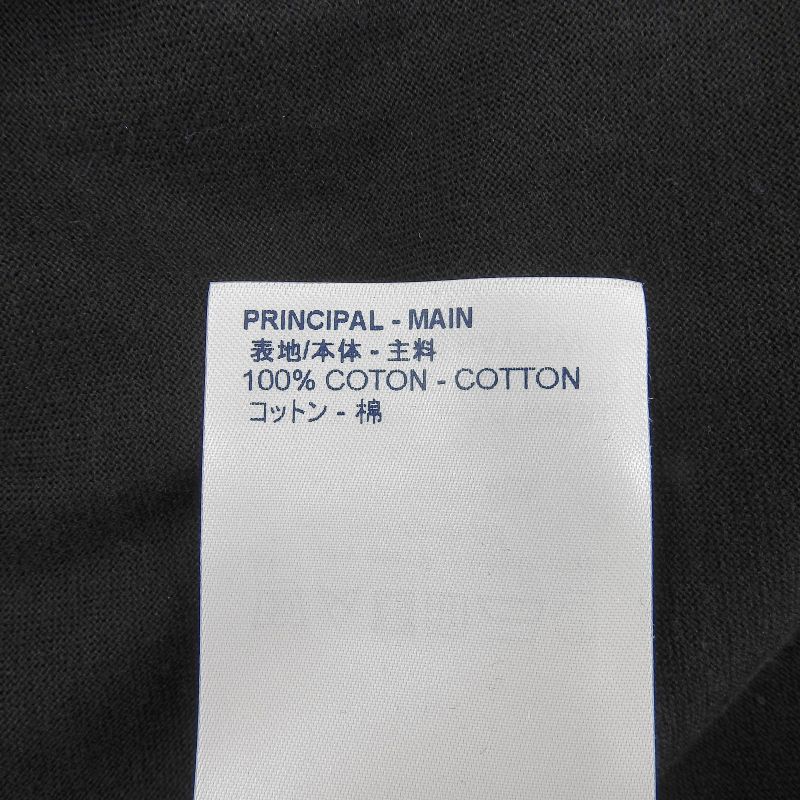 PRINCIPAL - MAIN
表地/本体 - 主料
100% COTON - COTTON
コットン - 棉